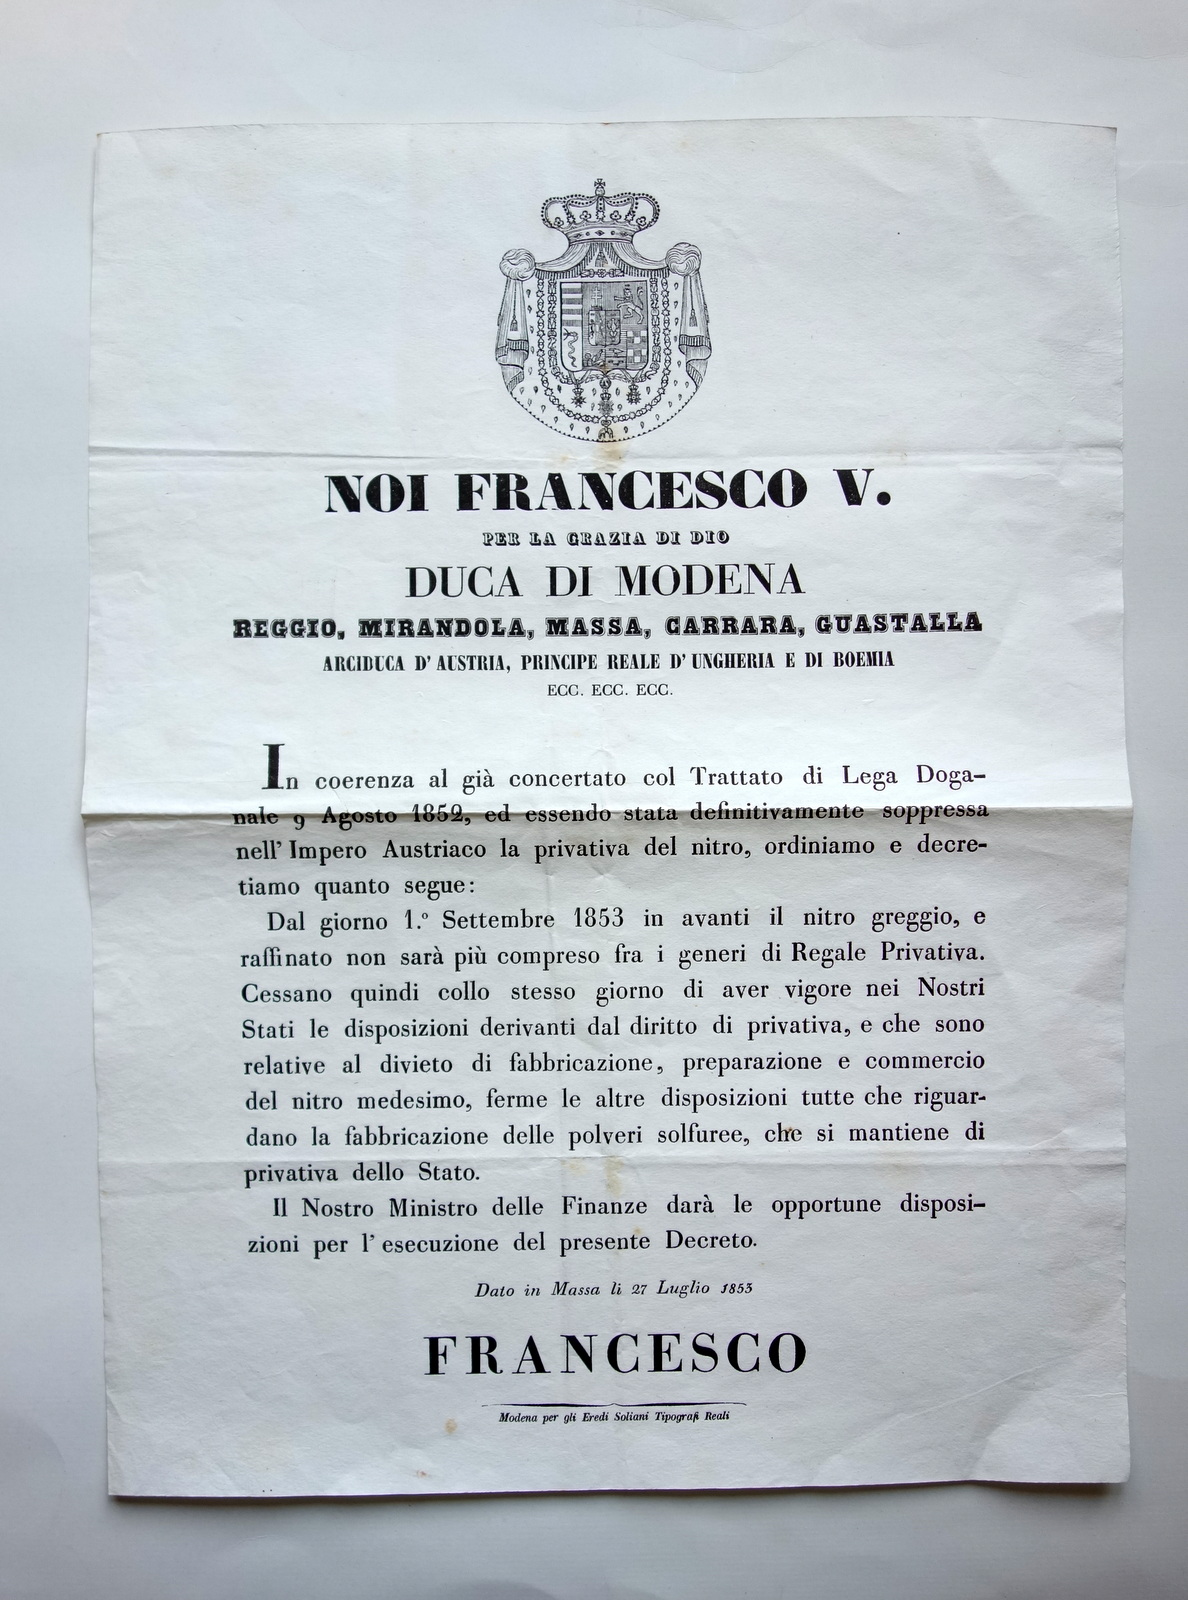 NOI FRANCESCO V.
PER LA GRAZIA DI DIO
DUCA DI MODENA
REGGIO, MIRANDOLA, MASSA, CARRARA, GUASTALLA
ARCIDUCA D' AUSTRIA, PRINCIPE REALE D' UNGHERIA E DI BOEMIA
ECC. ECC. ECC.
In coerenza al già concertato col Trattato di Lega Doga-
nale 9 Agosto 1852, ed essendo stata definitivamente soppressa
nell' Impero Austriaco la privativa del nitro, ordiniamo e decre-
tiamo quanto segue:
Dal giorno 1.º Settembre 1853 in avanti il nitro greggio, e
raffinato non sarà più compreso fra i generi di Regale Privativa.
Cessano quindi collo stesso giorno di aver vigore nei Nostri
Stati le disposizioni derivanti dal diritto di privativa, e che sono
relative al divieto di fabbricazione, preparazione e commercio
del nitro medesimo, ferme le altre disposizioni tutte che riguar-
dano la fabbricazione delle polveri solfuree, che si mantiene di
privativa dello Stato.
Il Nostro Ministro delle Finanze darà le opportune disposi-
zioni per l' esecuzione del presente Decreto.
Dato in Massa li 27 Luglio 1853
FRANCESCO
Modena per gli Eredi Soliani Tipografi Reali